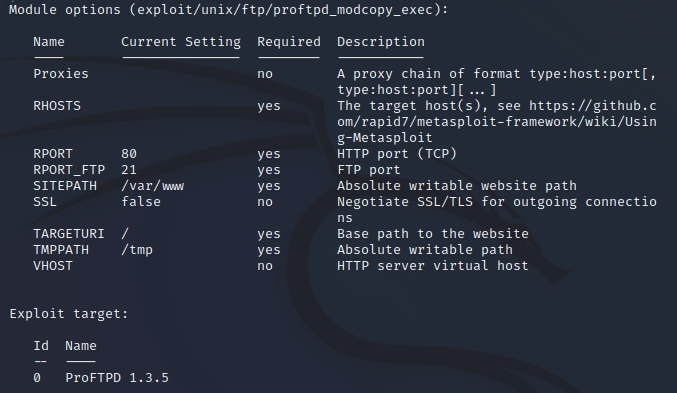 Module options (exploit/unix/ftp/proftpd_modcopy_exec):
Name Current Setting Required Description
---- --------------- -------- -----------
Proxies no A proxy chain of format type:host:port[,
type:host:port][...]
RHOSTS yes The target host(s), see https://github.c
om/rapid7/metasploit-framework/wiki/Usin
g-Metasploit
RPORT 80 yes HTTP port (TCP)
RPORT_FTP 21 yes FTP port
SITEPATH /var/www yes Absolute writable website path
SSL false no Negotiate SSL/TLS for outgoing connectio
ns
TARGETURI / yes Base path to the website
TMPPATH /tmp yes Absolute writable path
VHOST no HTTP server virtual host
Exploit target:
Id Name
-- ----
0 ProFTPD 1.3.5